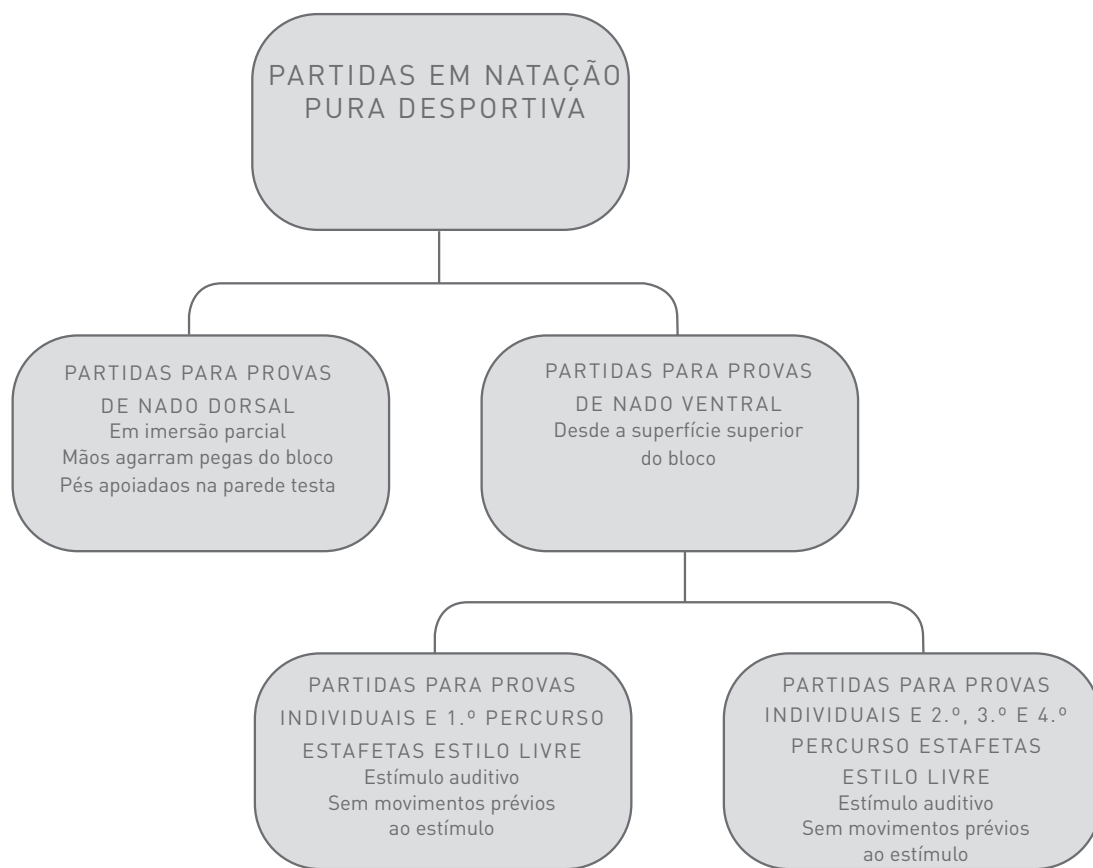 PARTIDAS EM NATAÇÃO
PURA DESPORTIVA
PARTIDAS PARA PROVAS
DE NADO DORSAL
Em imersão parcial
Mãos agarram pegas do bloco
Pés apoiadaos na parede testa
PARTIDAS PARA PROVAS
DE NADO VENTRAL
Desde a superfície superior
do bloco
PARTIDAS PARA PROVAS
INDIVIDUAIS E 1.º PERCURSO
ESTAFETAS ESTILO LIVRE
Estímulo auditivo
Sem movimentos prévios
ao estímulo
PARTIDAS PARA PROVAS
INDIVIDUAIS E 2.º, 3.º E 4.º
PERCURSO ESTAFETAS
ESTILO LIVRE
Estímulo auditivo
Sem movimentos prévios
ao estímulo